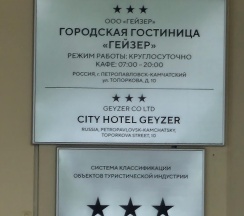 ООО «ГЕЙЗЕР»
ГОРОДСКАЯ ГОСТИНИЦА
«ГЕЙЗЕР»
РЕЖИМ РАБОТЫ: КРУГЛОСУТОЧНО
КАФЕ: 07:00 - 20:00
РОССИЯ, Г. ПЕТРОПАВЛОВСК-КАМЧАТСКИЙ
УЛ. ТОПОРКОВА, Д. 10
GEYZER CO LTD
CITY HOTEL GEYZER
RUSSIA, PETROPAVLOVSK-KAMCHATSKY,
TOPORKOVA STREET, 10
СИСТЕМА КЛАССИФИКАЦИИ
ОБЪЕКТОВ ТУРИСТИЧЕСКОЙ ИНДУСТРИИ